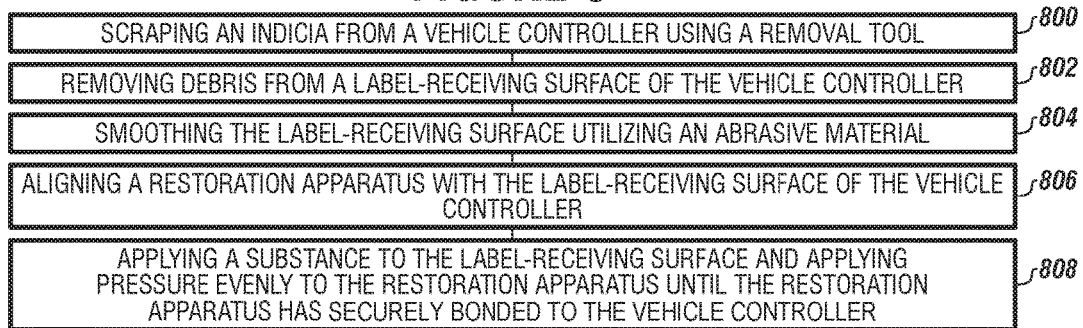 800
SCRAPING AN INDICIA FROM A VEHICLE CONTROLLER USING A REMOVAL TOOL
802
REMOVING DEBRIS FROM A LABEL-RECEIVING SURFACE OF THE VEHICLE CONTROLLER
804
SMOOTHING THE LABEL-RECEIVING SURFACE UTILIZING AN ABRASIVE MATERIAL
806
ALIGNING A RESTORATION APPARATUS WITH THE LABEL-RECEIVING SURFACE OF THE VEHICLE
CONTROLLER
808
APPLYING A SUBSTANCE TO THE LABEL-RECEIVING SURFACE AND APPLYING
PRESSURE EVENLY TO THE RESTORATION APPARATUS UNTIL THE RESTORATION
APPARATUS HAS SECURELY BONDED TO THE VEHICLE CONTROLLER